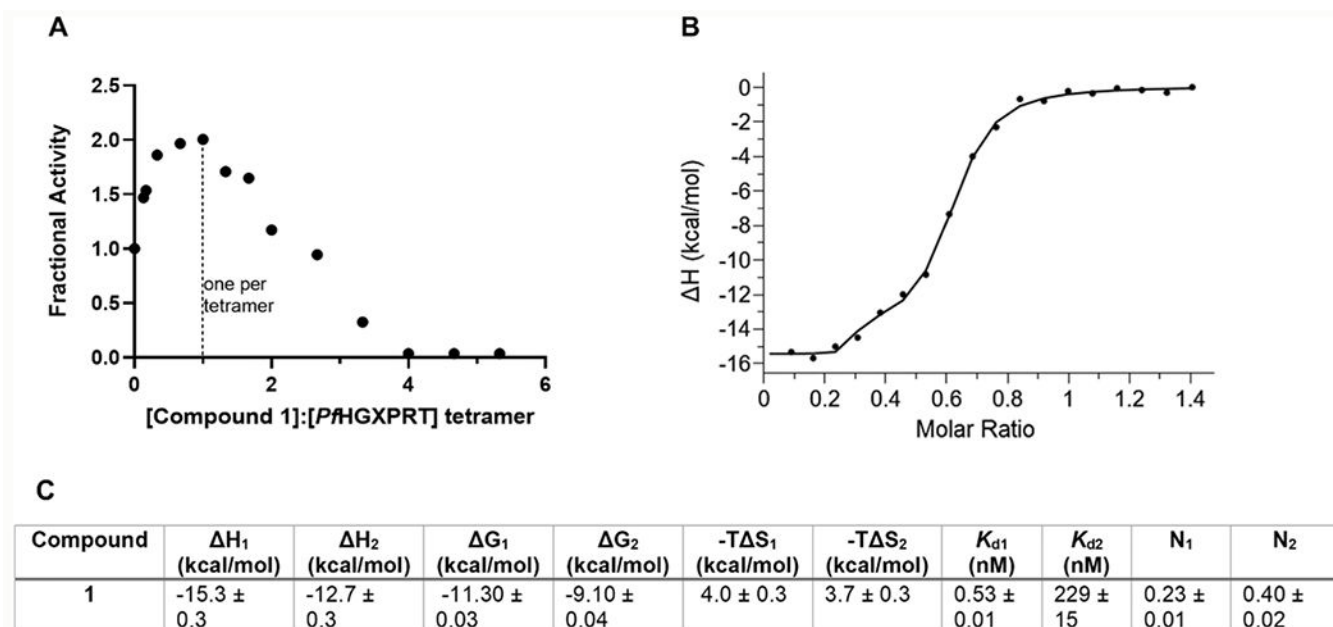 A
2.5
2.0
1.5
1.0
0.5
0.0
Fractional Activity
one per
tetramer
0 2 4 6
[Compound 1]:[PfHGXPRT] tetramer
B
0
-2
-4
-6
-8
-10
-12
-14
-16
ΔH (kcal/mol)
0 0.2 0.4 0.6 0.8 1 1.2 1.4
Molar Ratio
C
Compound ΔH₁ (kcal/mol) ΔH₂ (kcal/mol) ΔG₁ (kcal/mol) ΔG₂ (kcal/mol) -TΔS₁ (kcal/mol) -TΔS₂ (kcal/mol) Kd1 (nM) Kd2 (nM) N₁ N₂
1 -15.3 ± 0.3 -12.7 ± 0.3 -11.30 ± 0.03 -9.10 ± 0.04 4.0 ± 0.3 3.7 ± 0.3 0.53 ± 0.01 229 ± 15 0.23 ± 0.01 0.40 ± 0.02